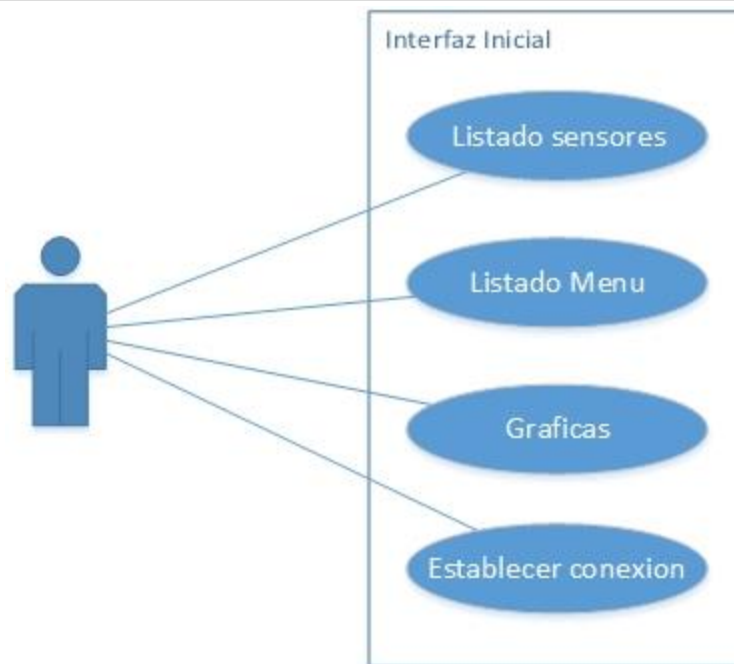 Interfaz Inicial
Listado sensores
Listado Menu
Graficas
Establecer conexion